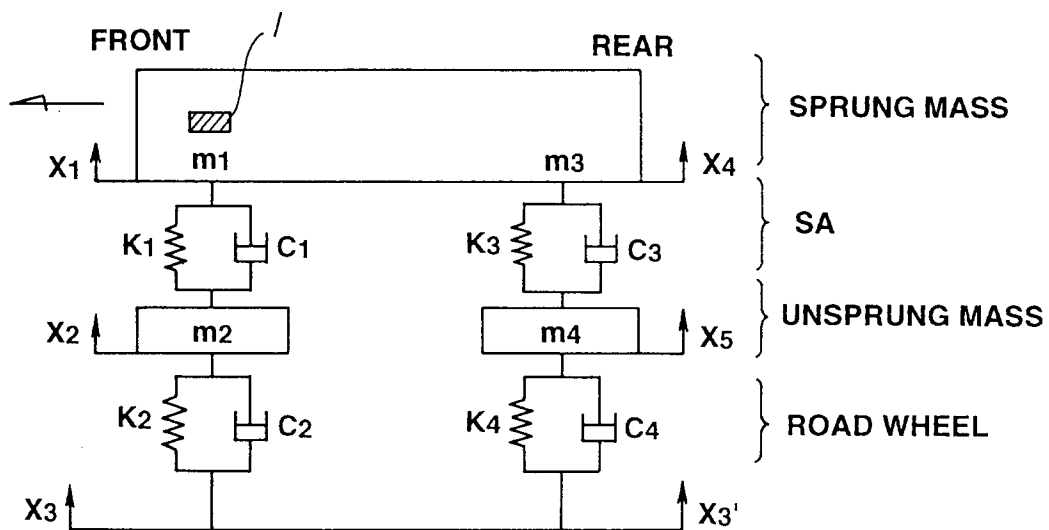 FRONT
1
REAR
SPRUNG MASS
X1
m1
m3
X4
K1
C1
K3
C3
SA
X2
m2
m4
X5
UNSPRUNG MASS
K2
C2
K4
C4
ROAD WHEEL
X3
X3'